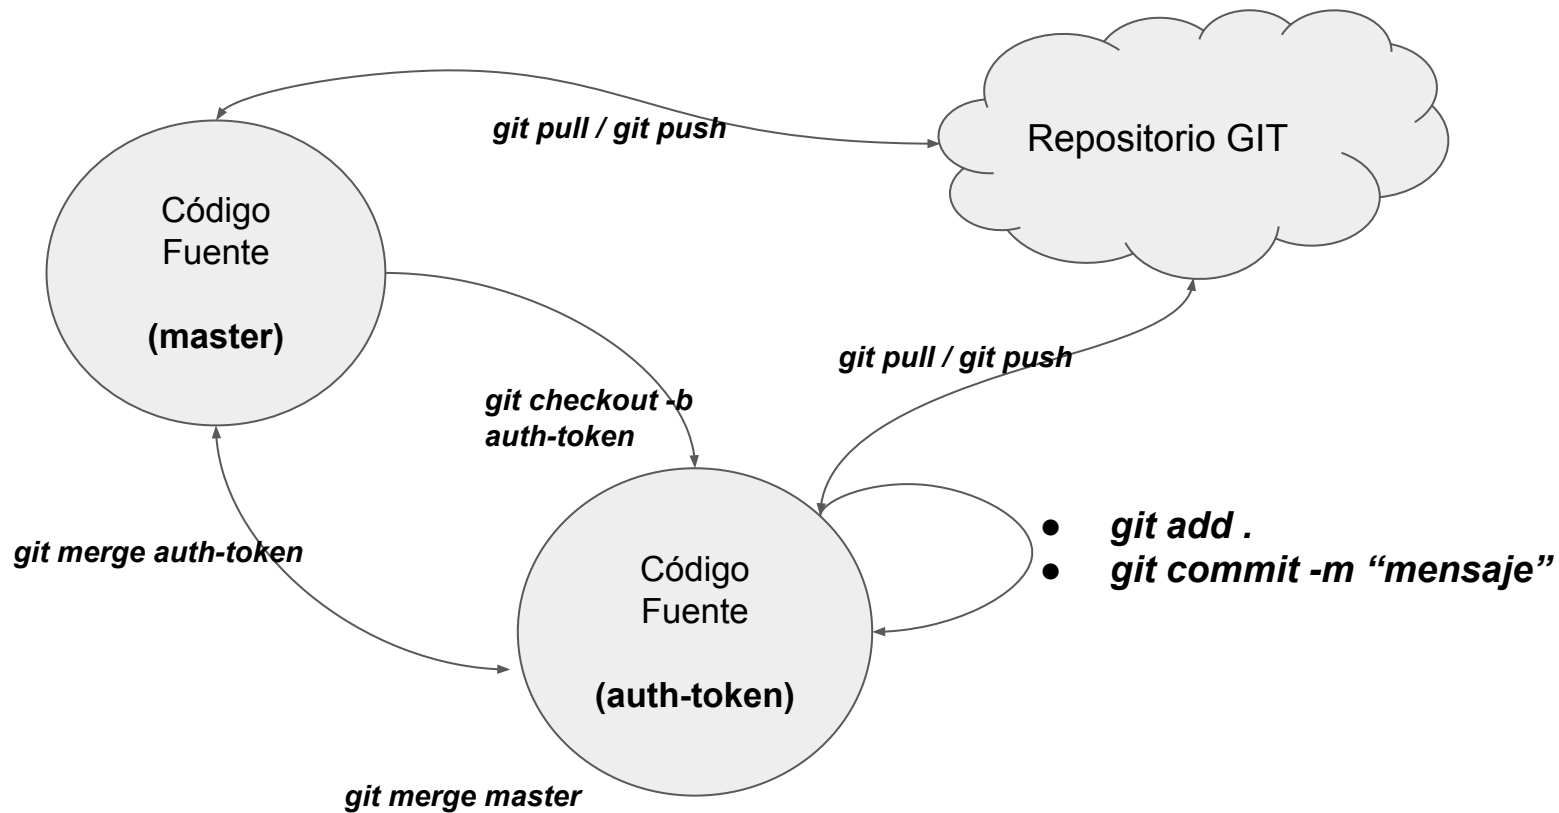 git pull / git push
Repositorio GIT
Código
Fuente
(master)
git pull / git push
git checkout -b
auth-token
git merge auth-token
● git add .
● git commit -m “mensaje”
Código
Fuente
(auth-token)
git merge master